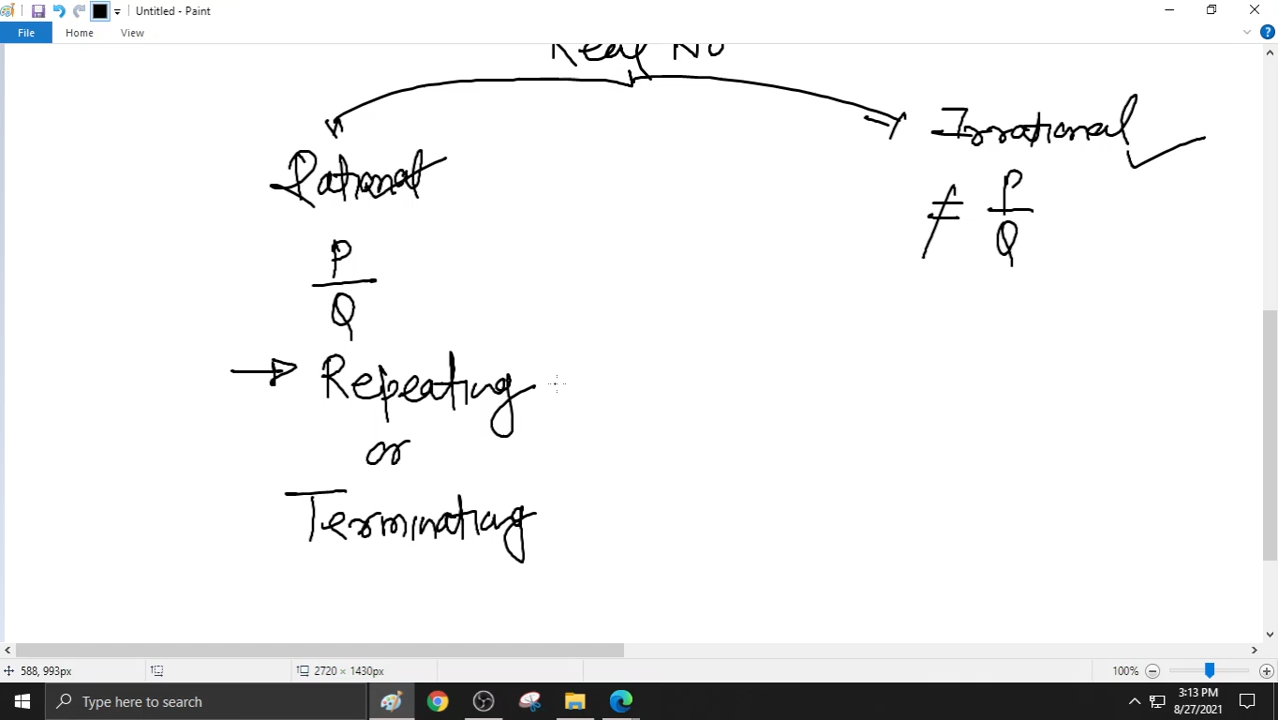 Untitled - Paint
File Home View
Real No
Rational
Irrational
P
Q
≠ P
Q
Repeating
or
Terminating
588, 993px
2720 × 1430px
100%
Type here to search
3:13 PM
8/27/2021